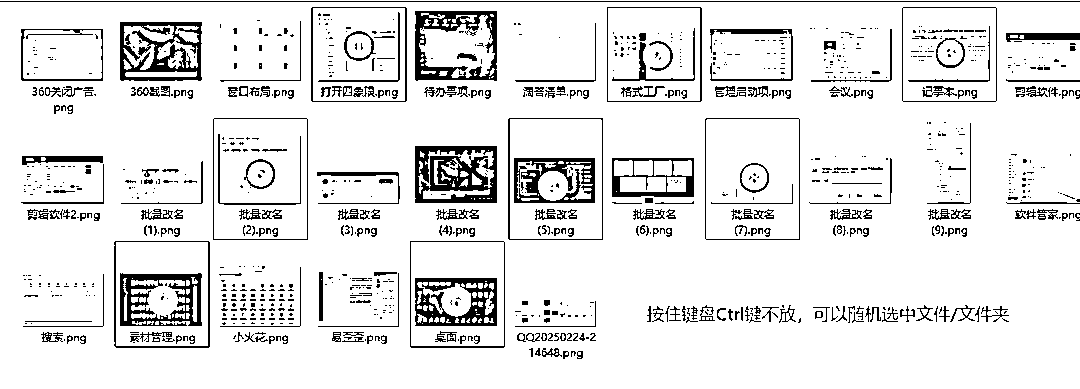 360关闭广告.png
360截图.png
窗口布局.png
打开四象限.png
待办事项.png
滴答清单.png
格式工厂.png
管理启动项.png
会议.png
记事本.png
剪辑软件.png
剪辑软件2.png
批量改名(1).png
批量改名(2).png
批量改名(3).png
批量改名(4).png
批量改名(5).png
批量改名(6).png
批量改名(7).png
批量改名(8).png
批量改名(9).png
软件管家.png
搜索.png
素材管理.png
小火花.png
易歪歪.png
桌面.png
QQ20250224-214648.png
按住键盘Ctrl键不放，可以随机选中文件/文件夹